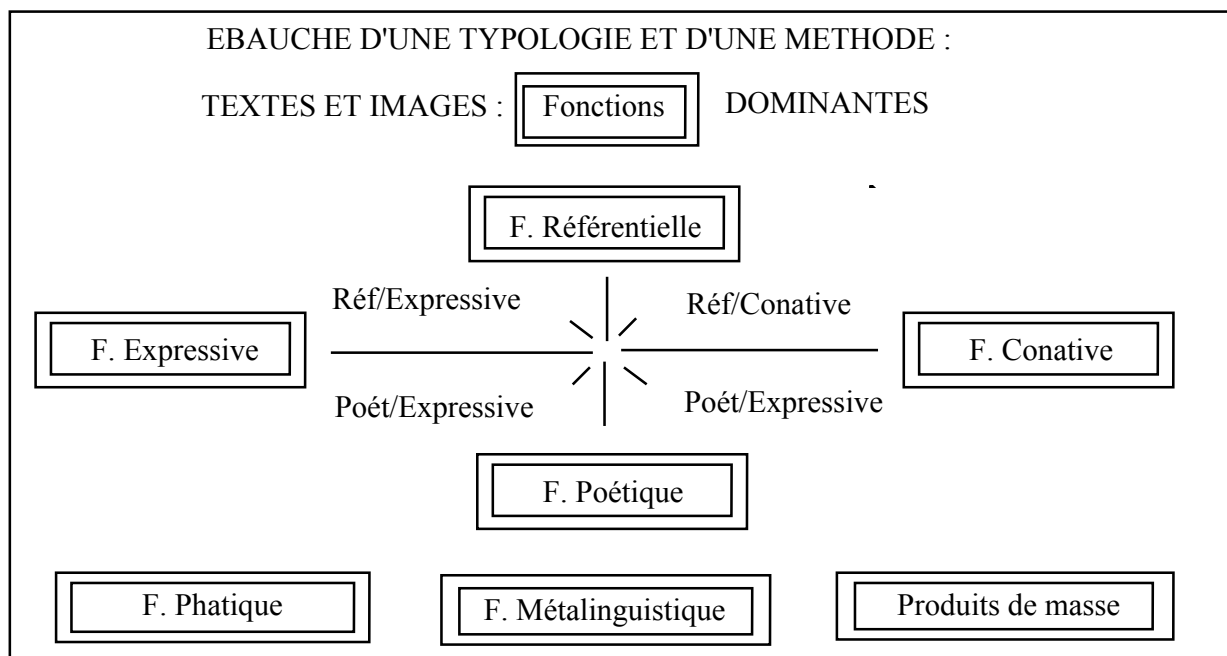 EBAUCHE D'UNE TYPOLOGIE ET D'UNE METHODE :
TEXTES ET IMAGES : Fonctions DOMINANTES
F. Référentielle
Réf/Expressive Réf/Conative
F. Expressive F. Conative
Poét/Expressive Poét/Expressive
F. Poétique
F. Phatique F. Métalinguistique Produits de masse